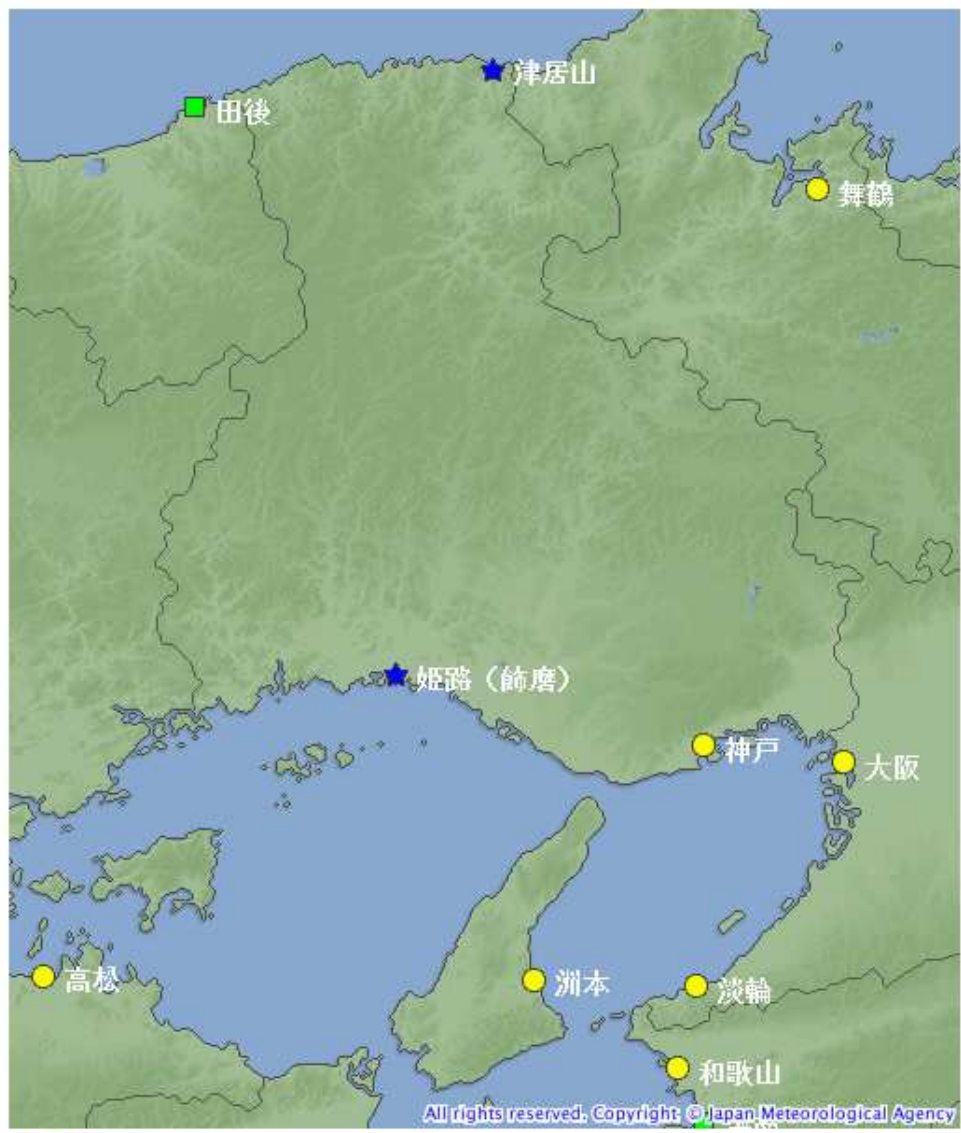 津居山
田後
舞鶴
姫路（飾磨）
神戸
大阪
高松
洲本
淡輪
和歌山
All rights reserved. Copyright © Japan Meteorological Agency